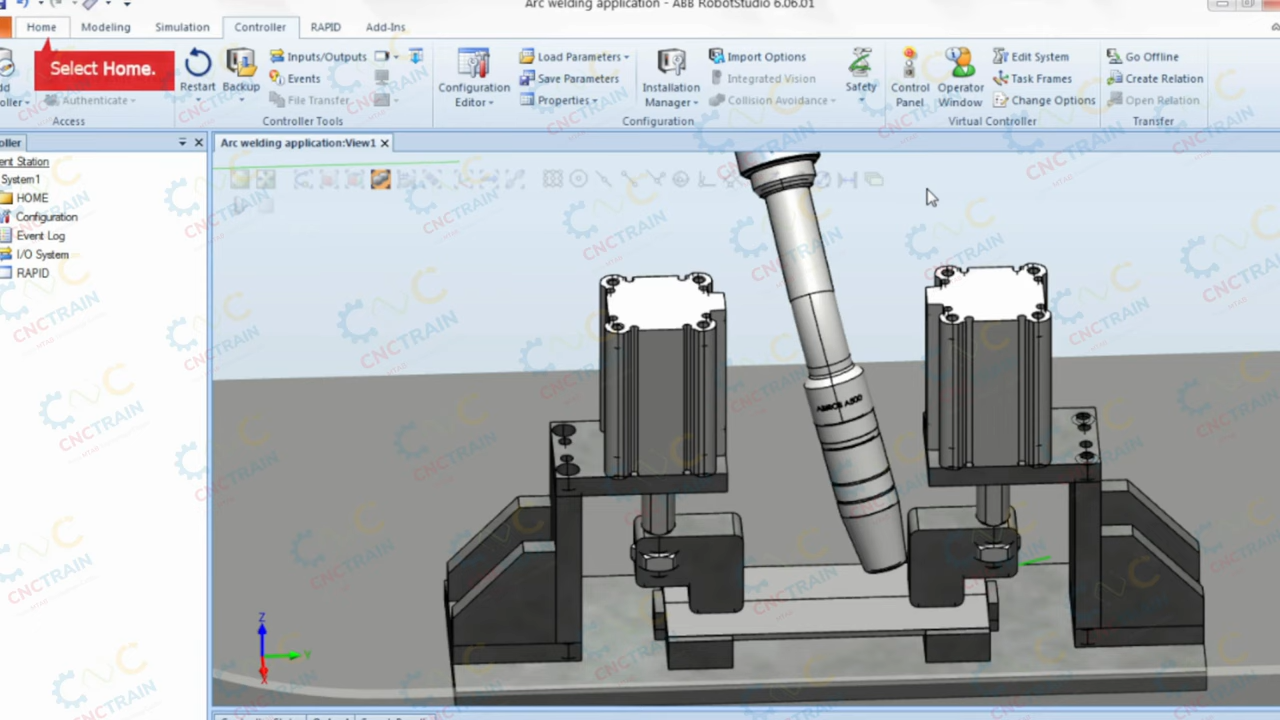 Arc welding application - ABB RobotStudio 6.06.01
Home Modeling Simulation Controller RAPID Add-Ins
Select Home.
Restart
Backup
Inputs/Outputs
Events
File Transfer
Authenticate
Access
Controller Tools
Configuration
Editor
Load Parameters
Save Parameters
Properties
Installation
Manager
Import Options
Integrated Vision
Collision Avoidance
Configuration
Safety
Control
Panel
Operator
Window
Edit System
Task Frames
Change Options
Virtual Controller
Go Offline
Create Relation
Open Relation
Transfer
Arc welding application:View1
System1
HOME
Configuration
Event Log
I/O System
RAPID
Z
Y
X
CNCTRAIN